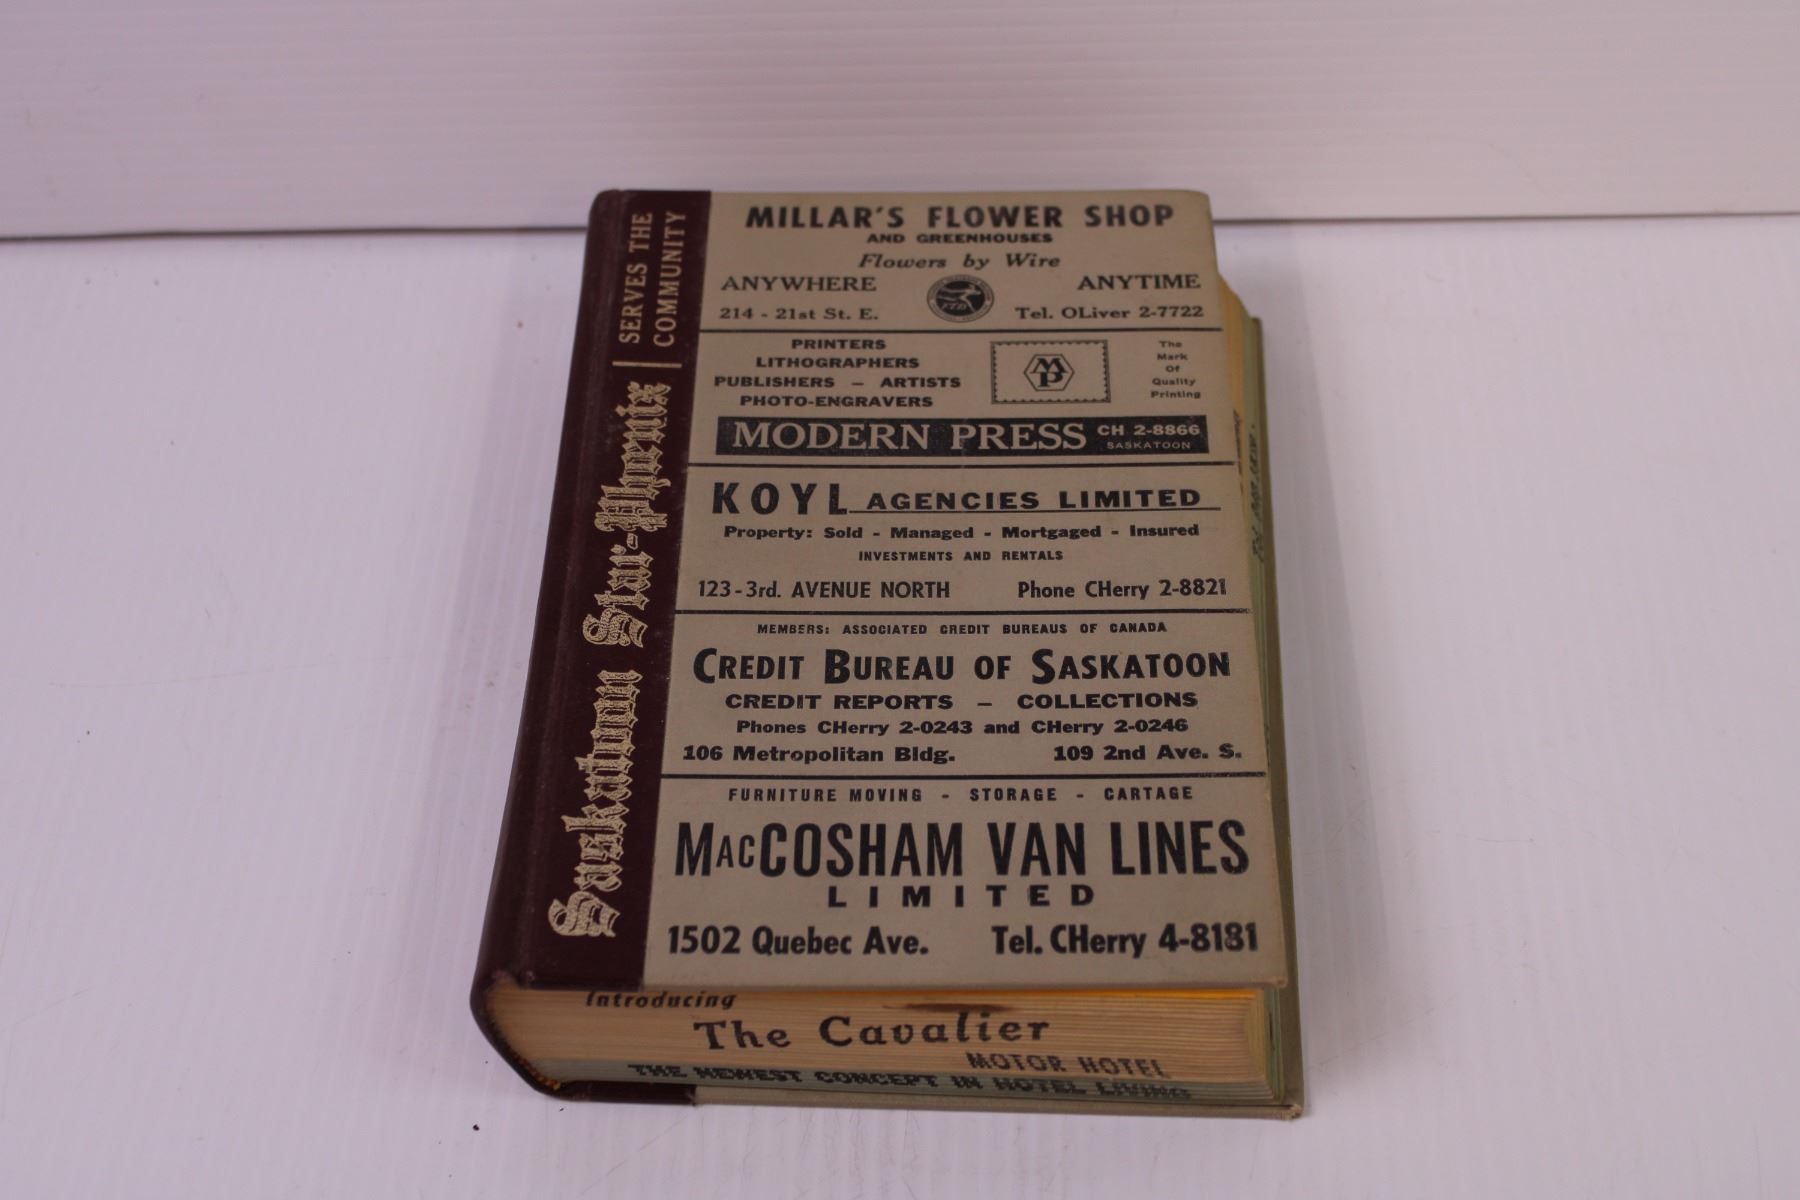 Saskatoon Star-Phoenix
SERVES THE
COMMUNITY
MILLAR'S FLOWER SHOP
AND GREENHOUSES
Flowers by Wire
ANYWHERE ANYTIME
FTD
214 - 21st St. E. Tel. OLiver 2-7722
PRINTERS
LITHOGRAPHERS
PUBLISHERS — ARTISTS
PHOTO-ENGRAVERS
MP
The
Mark
Of
Quality
Printing
MODERN PRESS CH 2-8866
SASKATOON
KOYL AGENCIES LIMITED
Property: Sold - Managed - Mortgaged - Insured
INVESTMENTS AND RENTALS
123-3rd. AVENUE NORTH Phone CHerry 2-8821
MEMBERS: ASSOCIATED CREDIT BUREAUS OF CANADA
CREDIT BUREAU OF SASKATOON
CREDIT REPORTS — COLLECTIONS
Phones CHerry 2-0243 and CHerry 2-0246
106 Metropolitan Bldg. 109 2nd Ave. S.
FURNITURE MOVING - STORAGE - CARTAGE
MACCOSHAM VAN LINES
LIMITED
1502 Quebec Ave. Tel. CHerry 4-8181
Introducing
The Cavalier
MOTOR HOTEL
THE NEWEST CONCEPT IN HOTEL LIVING